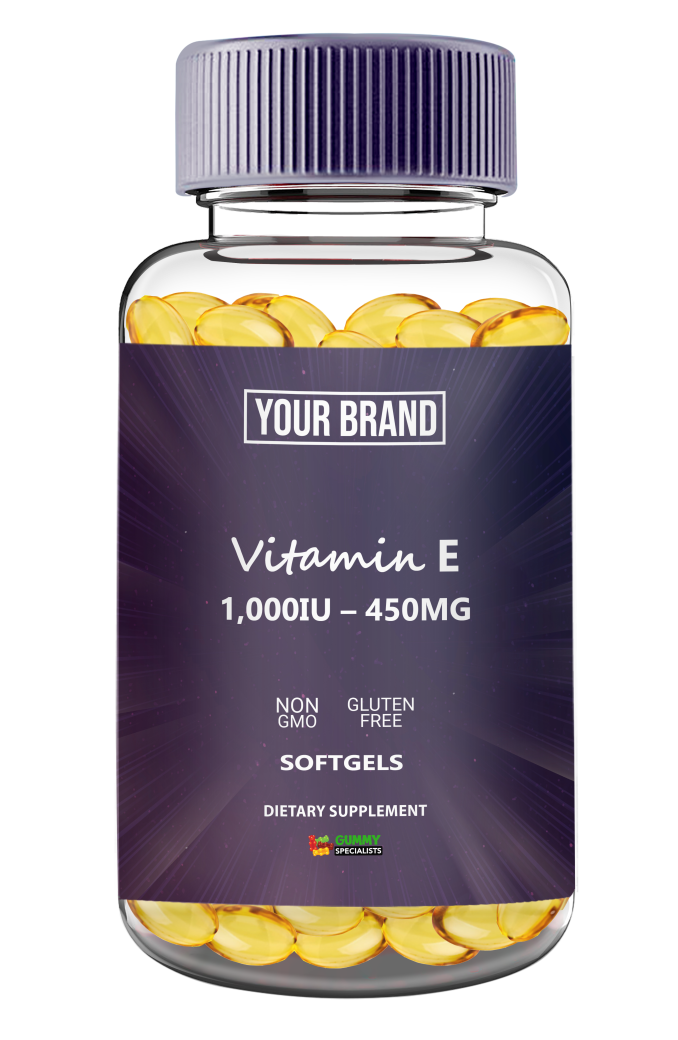 YOUR BRAND
Vitamin E
1,000IU – 450MG
NON GMO
GLUTEN FREE
SOFTGELS
DIETARY SUPPLEMENT
GUMMY
SPECIALISTS